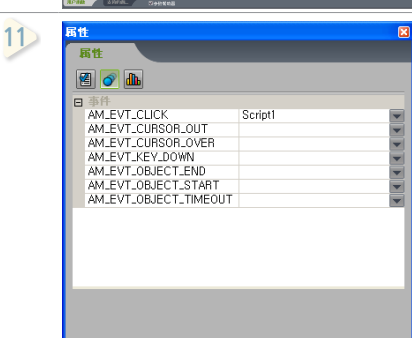 11
属性
属性
事件
AM_EVT_CLICK Script1
AM_EVT_CURSOR_OUT
AM_EVT_CURSOR_OVER
AM_EVT_KEY_DOWN
AM_EVT_OBJECT_END
AM_EVT_OBJECT_START
AM_EVT_OBJECT_TIMEOUT